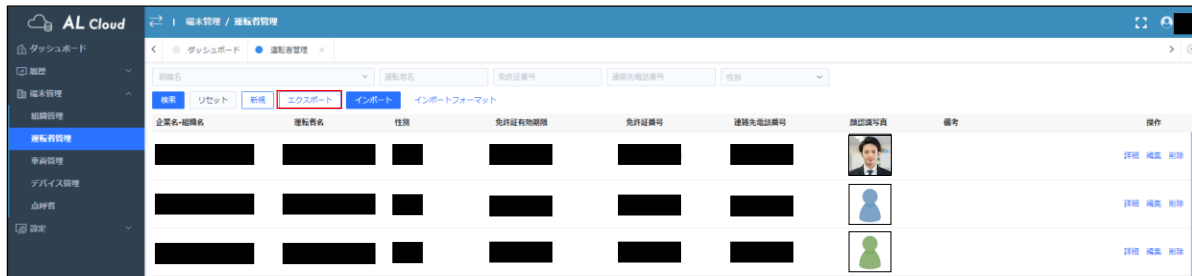 AL Cloud
端末管理 / 運転者管理
ダッシュボード
履歴
端末管理
組織管理
運転者管理
車両管理
デバイス管理
点呼者
設定
ダッシュボード 運転者管理 ×
組織名 運転者名 免許証番号 連絡先電話番号 性別
検索 リセット 新規 エクスポート インポート インポートフォーマット
企業名-組織名 運転者名 性別 免許証有効期限 免許証番号 連絡先電話番号 顔認識写真 備考 操作
詳細 編集 削除
詳細 編集 削除
詳細 編集 削除